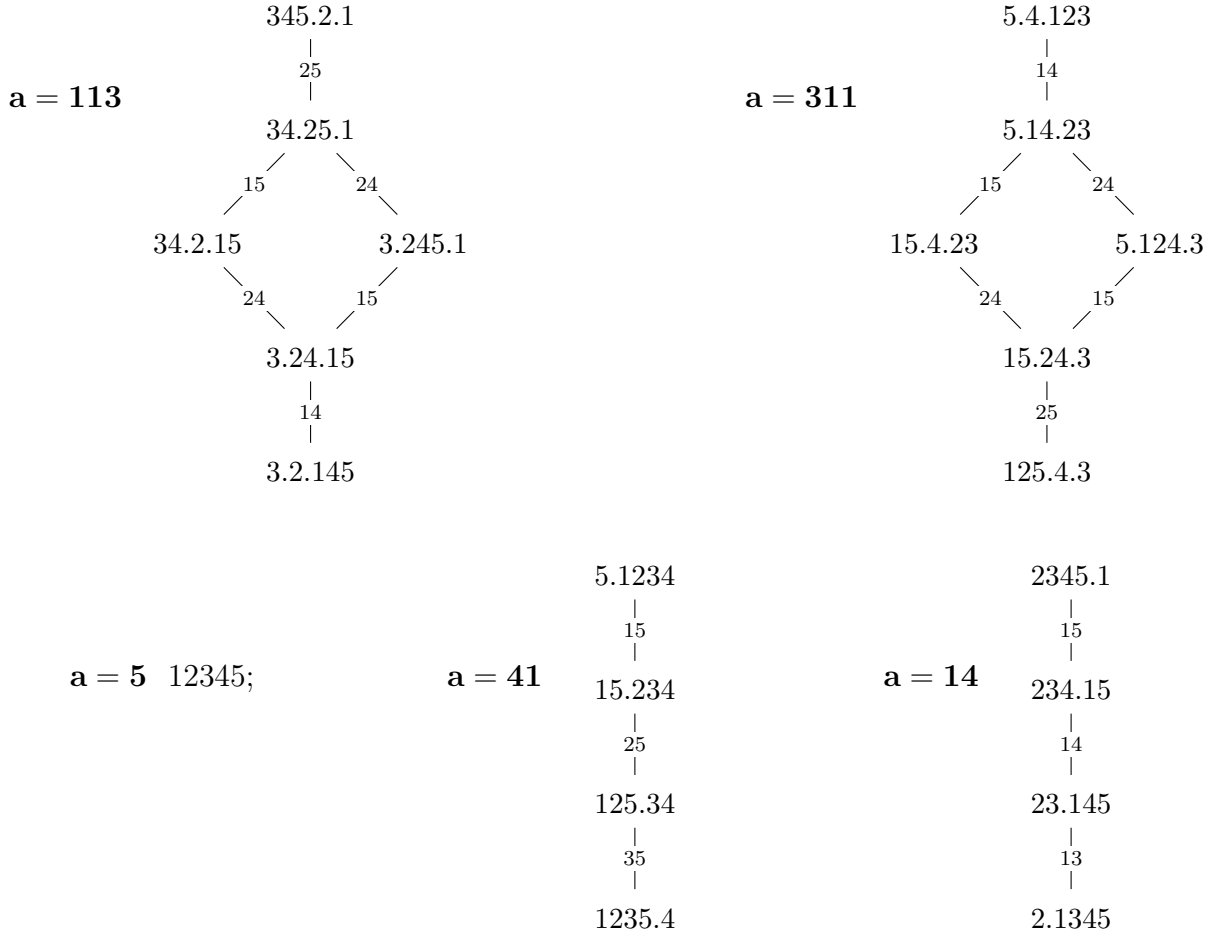 345.2.1 5.4.123
25 14
a = 113 a = 311
34.25.1 5.14.23
15 24 15 24
34.2.15 3.245.1 15.4.23 5.124.3
24 15 24 15
3.24.15 15.24.3
14 25
3.2.145 125.4.3
5.1234 2345.1
15 15
a = 5 12345; a = 41 15.234 a = 14 234.15
25 14
125.34 23.145
35 13
1235.4 2.1345